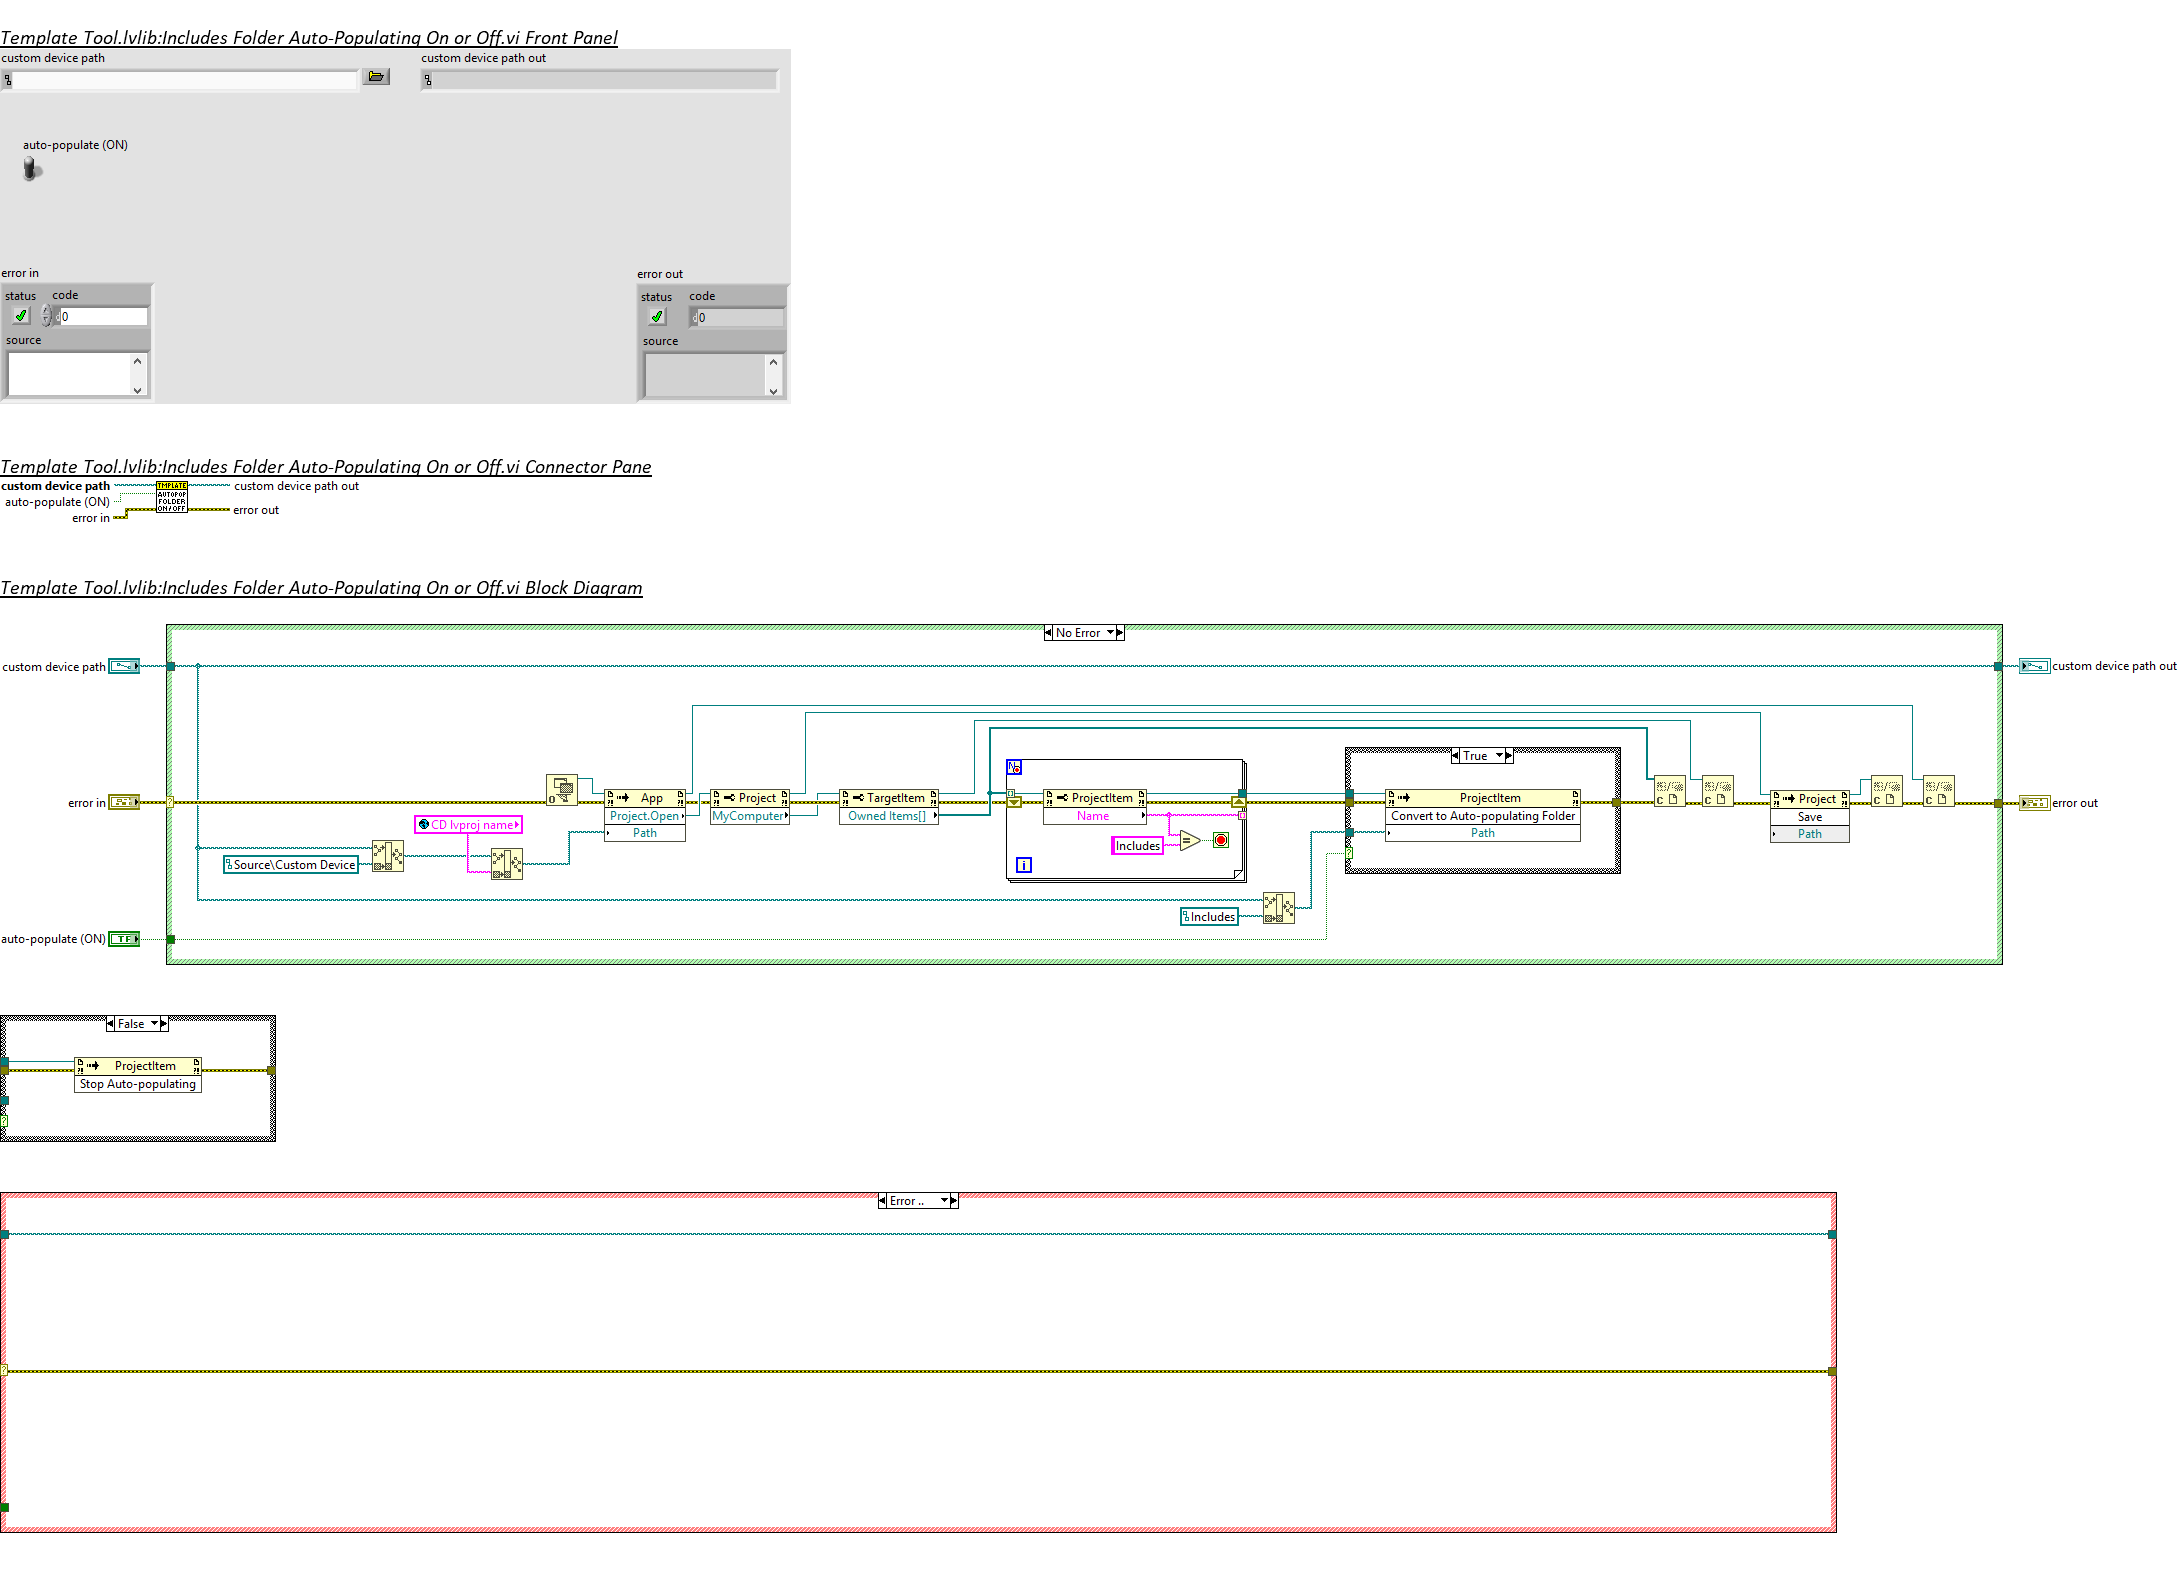 Template Tool.lvlib:Includes Folder Auto-Populating On or Off.vi Front Panel
custom device path
custom device path out
auto-populate (ON)
error in
status code
0
source
error out
status code
0
source
Template Tool.lvlib:Includes Folder Auto-Populating On or Off.vi Connector Pane
custom device path
auto-populate (ON)
error in
TMPLATE
AUTOPOP
FOLDER
ON/OFF
custom device path out
error out
Template Tool.lvlib:Includes Folder Auto-Populating On or Off.vi Block Diagram
No Error
custom device path
custom device path out
error in
error out
auto-populate (ON)
TF
Source\Custom Device
CD lvproj name
App
Project.Open
Path
Project
MyComputer
TargetItem
Owned Items[]
N
i
ProjectItem
Name
Includes
=
Includes
True
ProjectItem
Convert to Auto-populating Folder
Path
Project
Save
Path
False
ProjectItem
Stop Auto-populating
Error ..